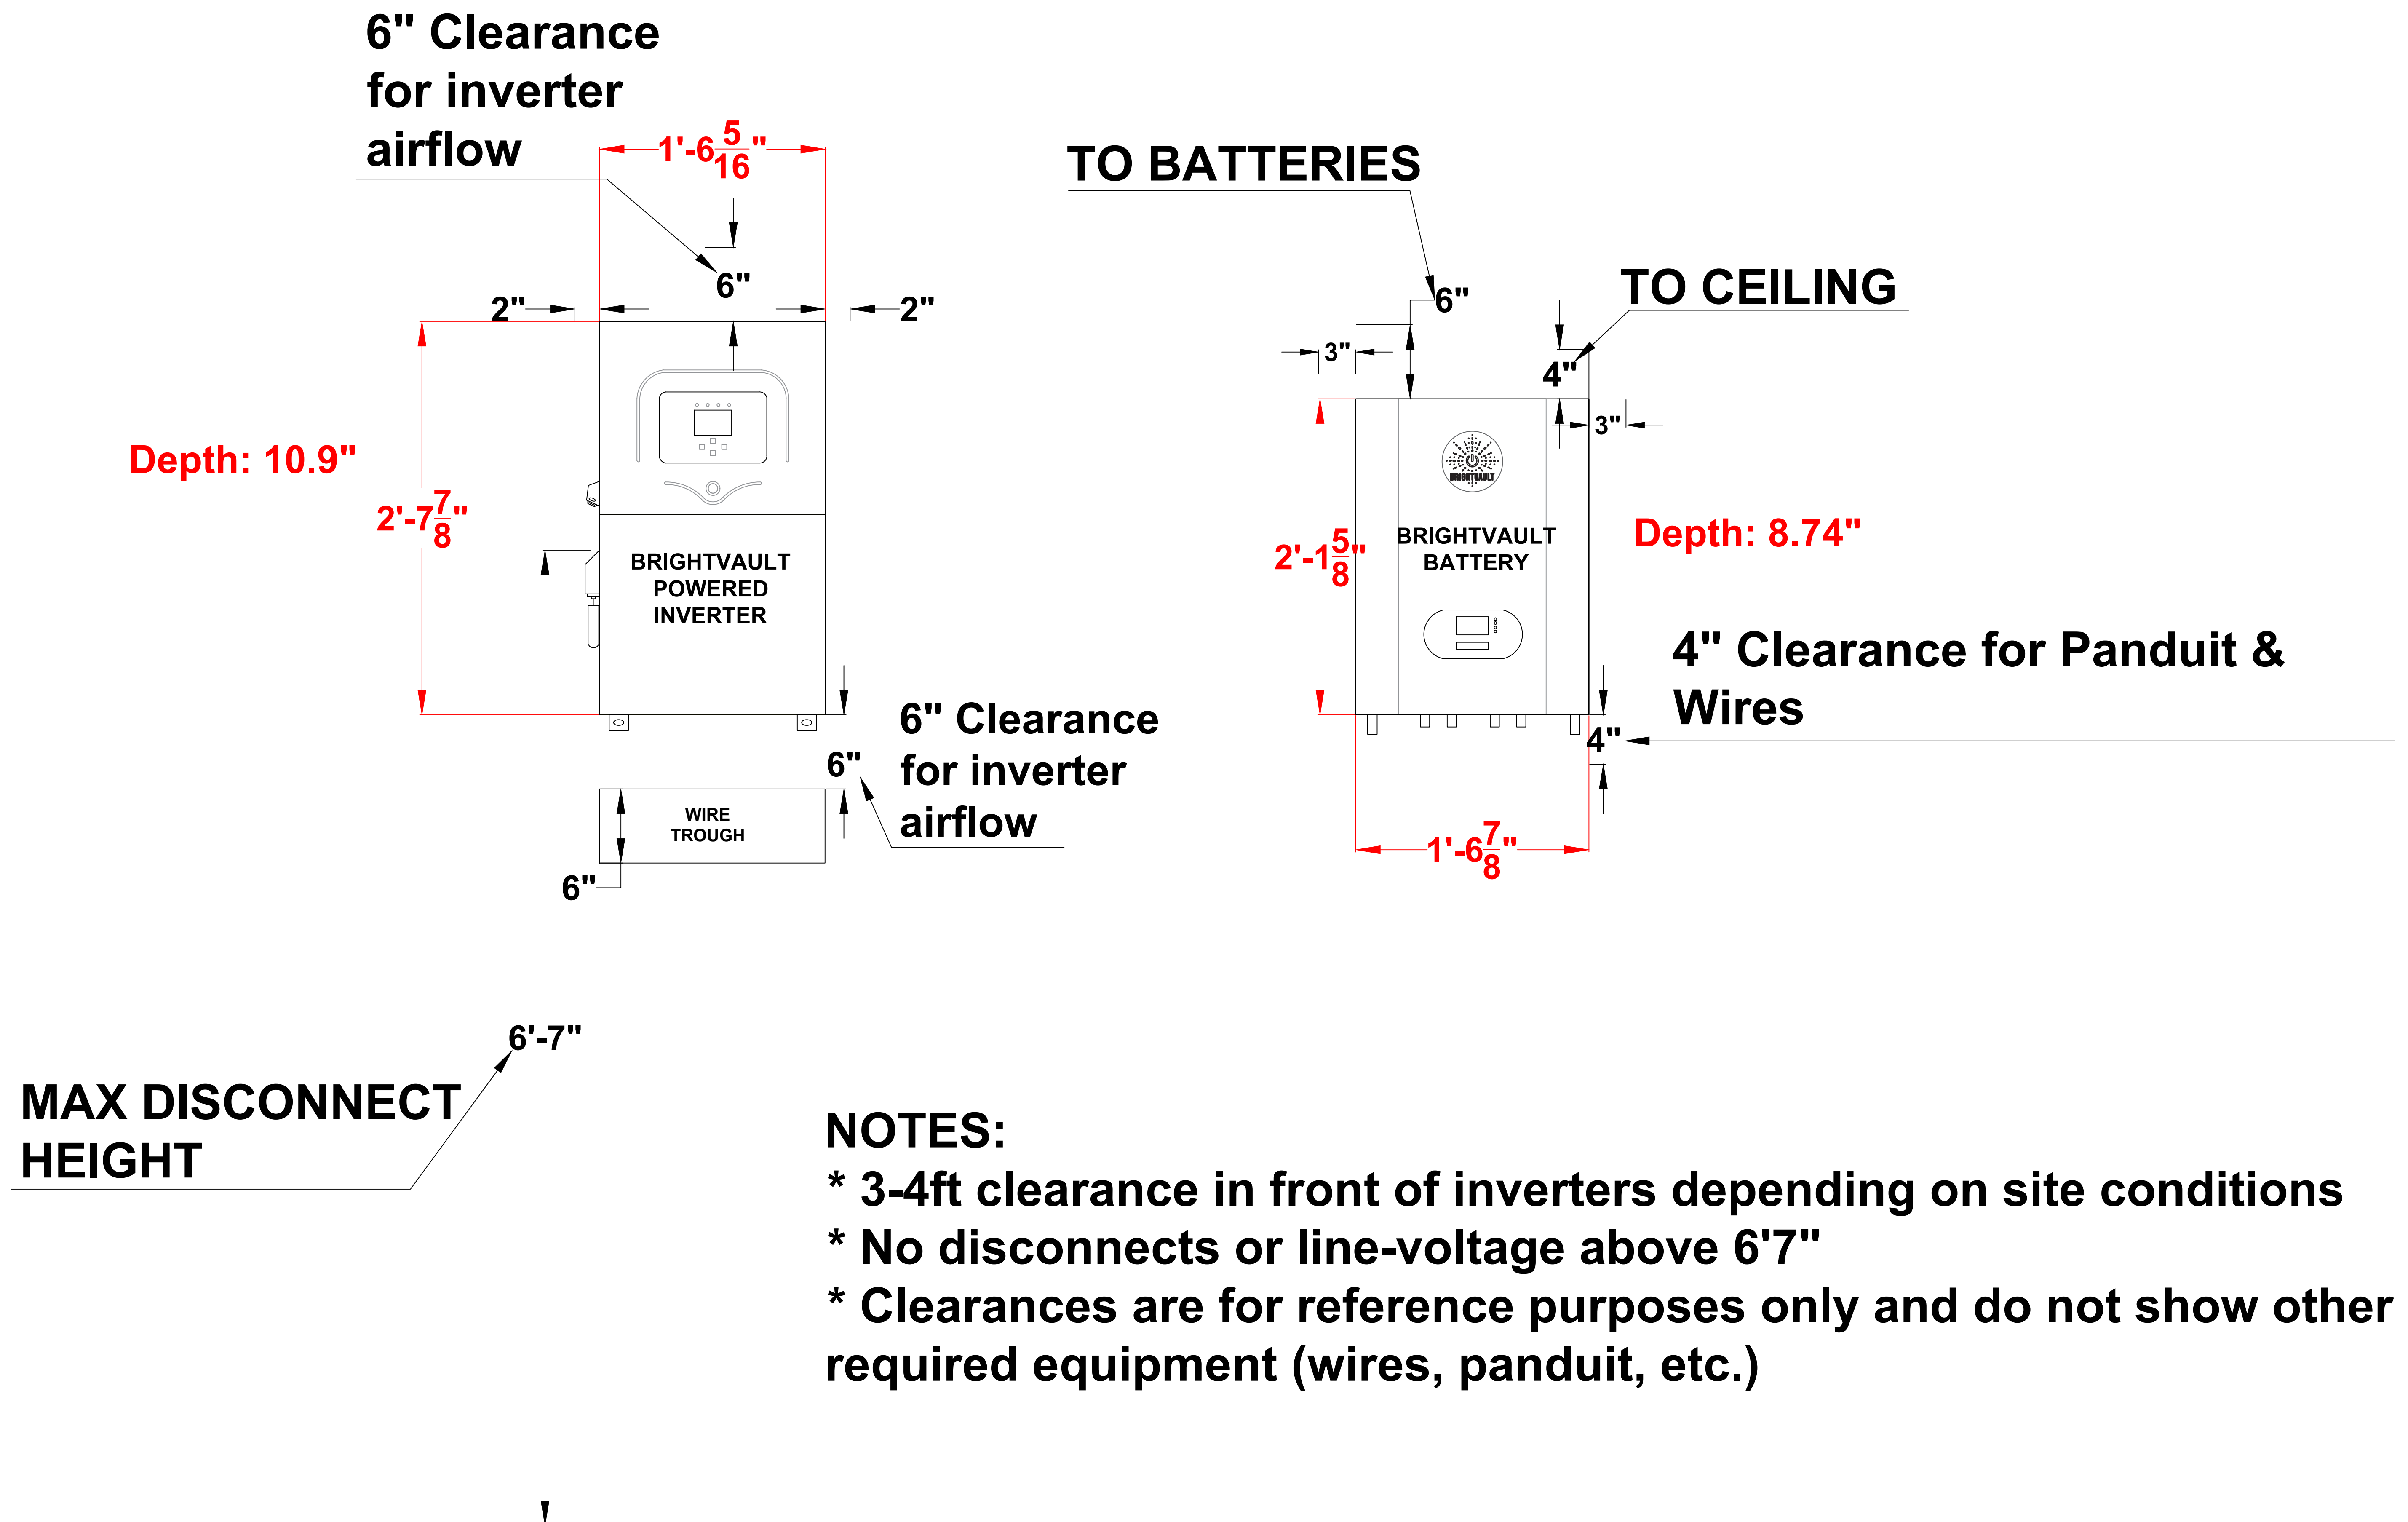 6" Clearance
for inverter
airflow
1'-6 5/16"
6"
2"
2"
Depth: 10.9"
2'-7 7/8"
BRIGHTVAULT
POWERED
INVERTER
6" Clearance
for inverter
airflow
6"
WIRE
TROUGH
6"
6'-7"
MAX DISCONNECT
HEIGHT
TO BATTERIES
6"
TO CEILING
3"
4"
3"
BRIGHTVAULT
2'-1 5/8"
BRIGHTVAULT
BATTERY
Depth: 8.74"
4" Clearance for Panduit &
Wires
4"
1'-6 7/8"
NOTES:
* 3-4ft clearance in front of inverters depending on site conditions
* No disconnects or line-voltage above 6'7"
* Clearances are for reference purposes only and do not show other
required equipment (wires, panduit, etc.)